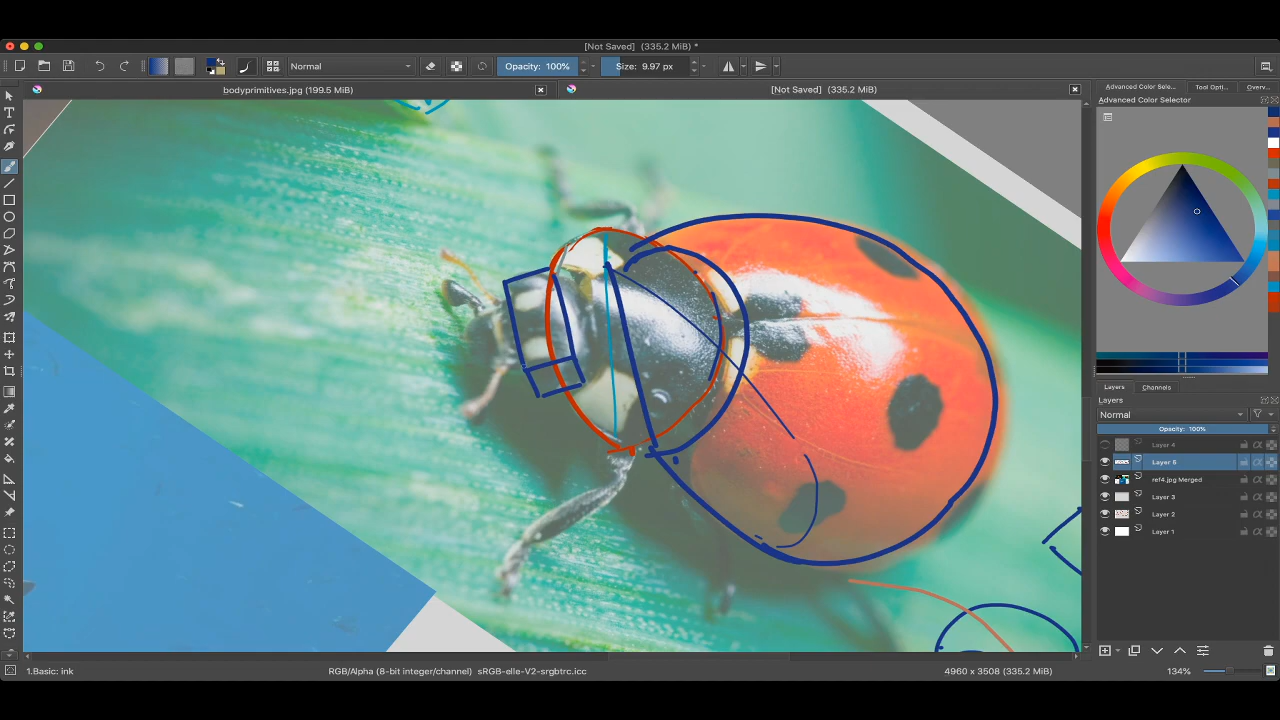 [Not Saved] (335.2 MiB) *
Normal
Opacity: 100%
Size: 9.97 px
bodyprimitives.jpg (199.5 MiB)
[Not Saved] (335.2 MiB)
Advanced Color Sele...
Tool Opti...
Overv...
Advanced Color Selector
Layers
Channels
Layers
Normal
Opacity: 100%
Layer 4
Layer 5
ref4.jpg Merged
Layer 3
Layer 2
Layer 1
1.Basic: ink
RGB/Alpha (8-bit integer/channel) sRGB-elle-V2-srgbtrc.icc
4960 x 3508 (335.2 MiB)
134%